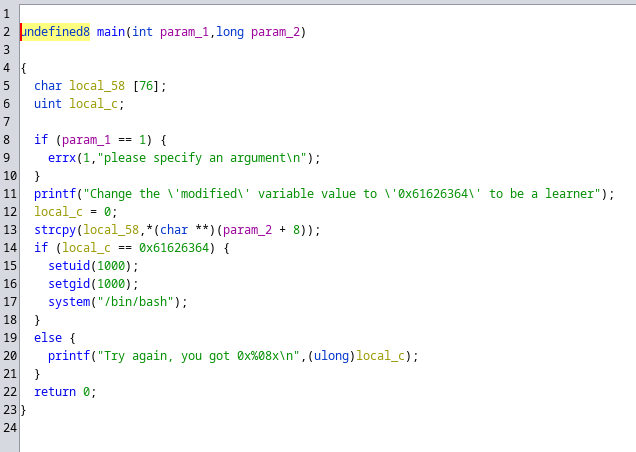 1
2 undefined8 main(int param_1,long param_2)
3
4 {
5   char local_58 [76];
6   uint local_c;
7
8   if (param_1 == 1) {
9     errx(1,"please specify an argument\n");
10   }
11   printf("Change the \'modified\' variable value to \'0x61626364\' to be a learner");
12   local_c = 0;
13   strcpy(local_58,*(char **)(param_2 + 8));
14   if (local_c == 0x61626364) {
15     setuid(1000);
16     setgid(1000);
17     system("/bin/bash");
18   }
19   else {
20     printf("Try again, you got 0x%08x\n",(ulong)local_c);
21   }
22   return 0;
23 }
24